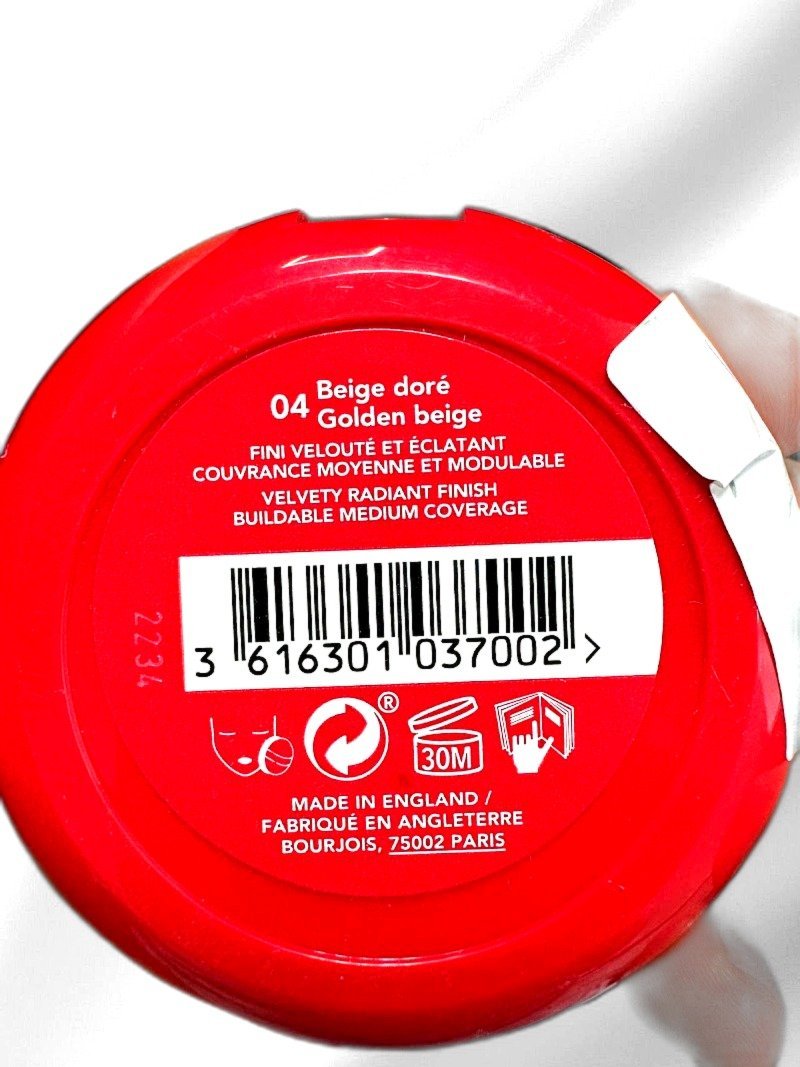 04 Beige doré
Golden beige
FINI VELOUTÉ ET ÉCLATANT
COUVRANCE MOYENNE ET MODULABLE
VELVETY RADIANT FINISH
BUILDABLE MEDIUM COVERAGE
3 616301 037002 >
2234
®
30M
MADE IN ENGLAND /
FABRIQUÉ EN ANGLETERRE
BOURJOIS, 75002 PARIS